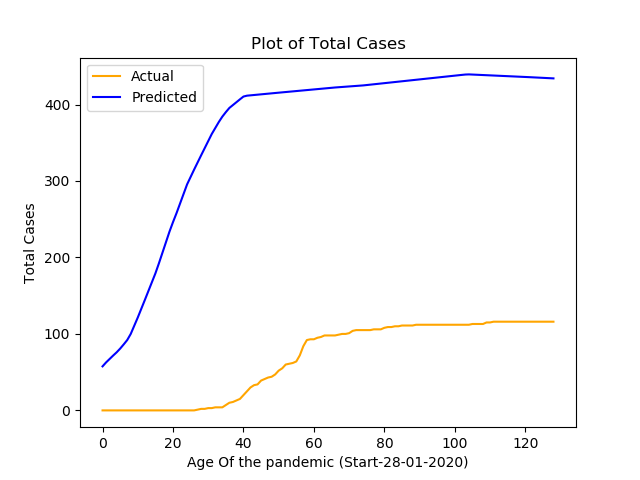 Plot of Total Cases
Actual
Predicted
400
300
200
100
0
Total Cases
0 20 40 60 80 100 120
Age Of the pandemic (Start-28-01-2020)